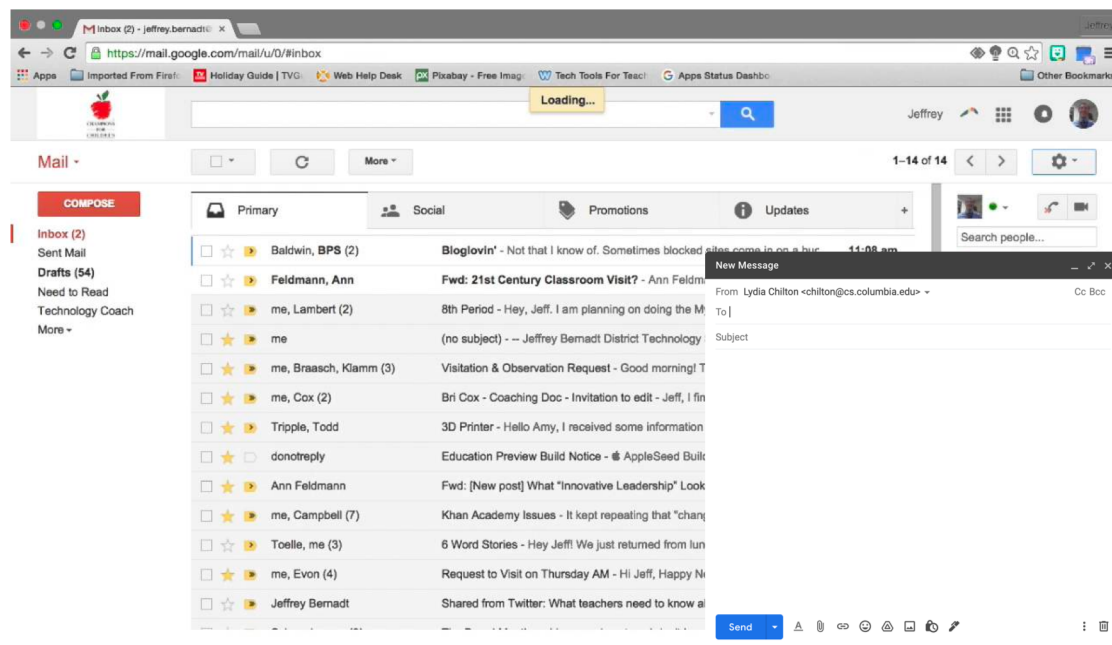 Inbox (2) - jeffrey.bernadt@
Jeffrey
https://mail.google.com/mail/u/0/#inbox
Apps Imported From Firefo Holiday Guide | TVG Web Help Desk Pixabay - Free Imag Tech Tools For Teach Apps Status Dashbo Other Bookmarks
Loading...
CHAMPIONS
FOR
CHILDREN
Jeffrey
Mail
More
1–14 of 14
COMPOSE
Primary Social Promotions Updates +
Search people...
Inbox (2)
Sent Mail
Drafts (54)
Need to Read
Technology Coach
More
Baldwin, BPS (2) Bloglovin' - Not that I know of. Sometimes blocked sites come in on a bug 11:08 am
Feldmann, Ann Fwd: 21st Century Classroom Visit? - Ann Feldm
me, Lambert (2) 8th Period - Hey, Jeff. I am planning on doing the My
me (no subject) - -- Jeffrey Bernadt District Technology
me, Braasch, Klamm (3) Visitation & Observation Request - Good morning! T
me, Cox (2) Bri Cox - Coaching Doc - Invitation to edit - Jeff, I fin
Tripple, Todd 3D Printer - Hello Amy, I received some information
donotreply Education Preview Build Notice - AppleSeed Build
Ann Feldmann Fwd: [New post] What "Innovative Leadership" Look
me, Campbell (7) Khan Academy Issues - It kept repeating that "chang
Toelle, me (3) 6 Word Stories - Hey Jeff! We just returned from lun
me, Evon (4) Request to Visit on Thursday AM - Hi Jeff, Happy Ne
Jeffrey Bernadt Shared from Twitter: What teachers need to know a
New Message
From Lydia Chilton <chilton@cs.columbia.edu> Cc Bcc
To
Subject
Send